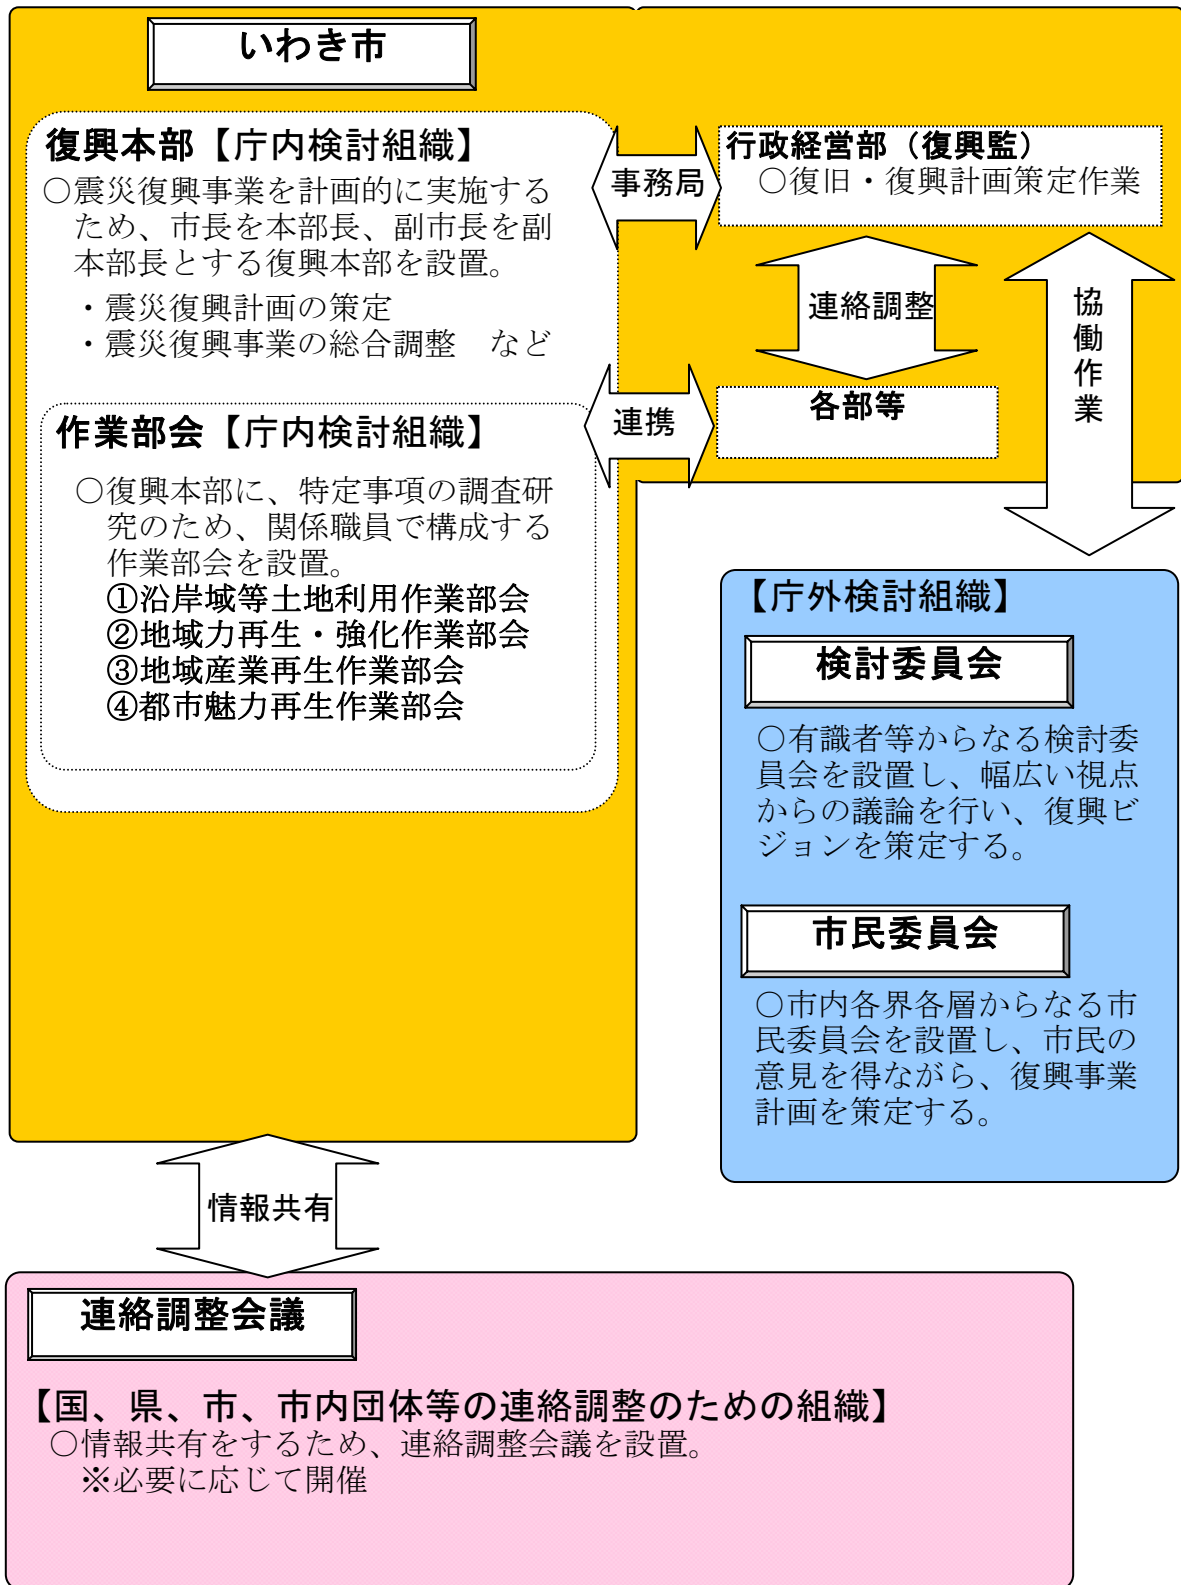 いわき市
復興本部【庁内検討組織】
○震災復興事業を計画的に実施する
ため、市長を本部長、副市長を副
本部長とする復興本部を設置。
・震災復興計画の策定
・震災復興事業の総合調整　など
事務局
行政経営部（復興監）
○復旧・復興計画策定作業
連絡調整
協働作業
作業部会【庁内検討組織】
○復興本部に、特定事項の調査研
究のため、関係職員で構成する
作業部会を設置。
①沿岸域等土地利用作業部会
②地域力再生・強化作業部会
③地域産業再生作業部会
④都市魅力再生作業部会
連携
各部等
【庁外検討組織】
検討委員会
○有識者等からなる検討委
員会を設置し、幅広い視点
からの議論を行い、復興ビ
ジョンを策定する。
市民委員会
○市内各界各層からなる市
民委員会を設置し、市民の
意見を得ながら、復興事業
計画を策定する。
情報共有
連絡調整会議
【国、県、市、市内団体等の連絡調整のための組織】
○情報共有をするため、連絡調整会議を設置。
※必要に応じて開催